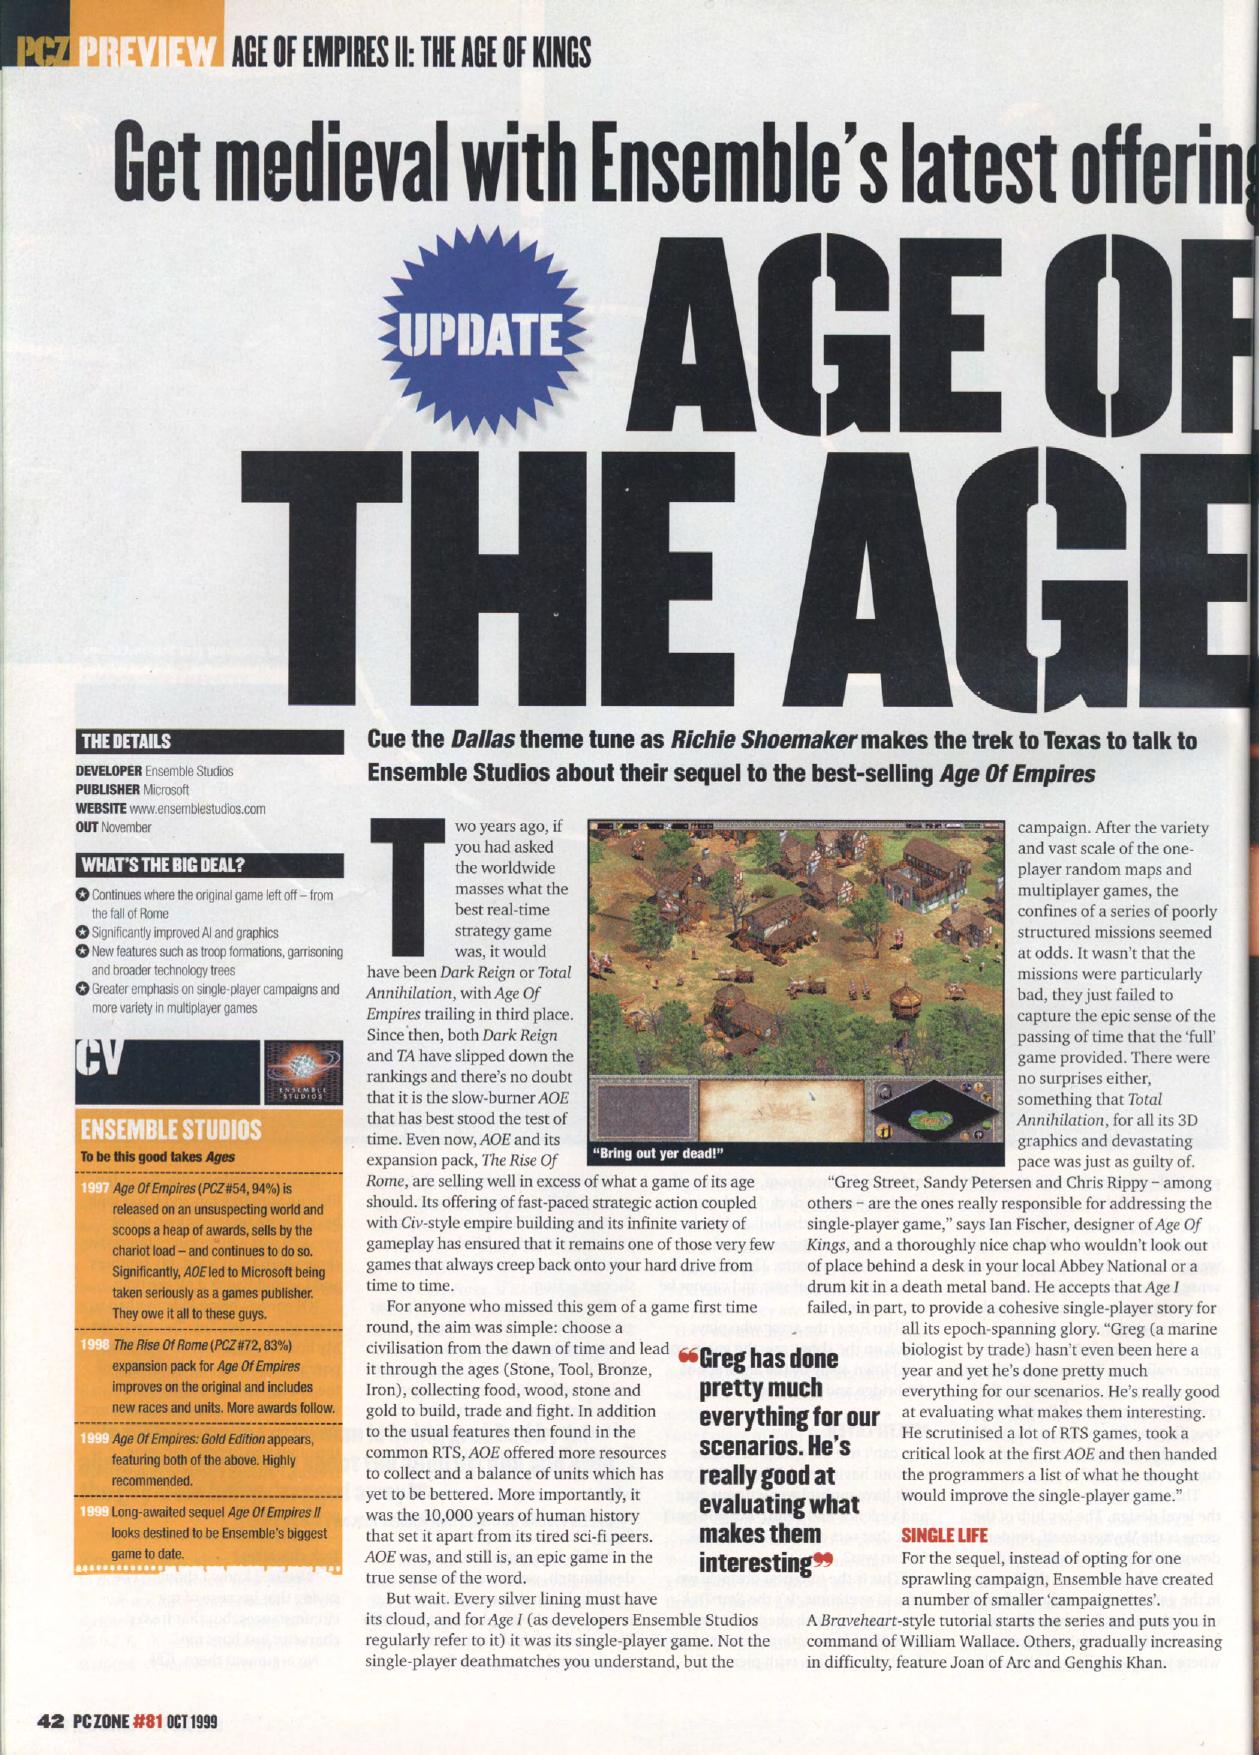 PCZ PREVIEW AGE OF EMPIRES II: THE AGE OF KINGS
Get medieval with Ensemble's latest offering
UPDATE
AGE OF
THE AGE
Cue the Dallas theme tune as Richie Shoemaker makes the trek to Texas to talk to
Ensemble Studios about their sequel to the best-selling Age Of Empires
THE DETAILS
DEVELOPER Ensemble Studios
PUBLISHER Microsoft
WEBSITE www.ensemblestudios.com
OUT November
WHAT'S THE BIG DEAL?
Continues where the original game left off – from
the fall of Rome
Significantly improved AI and graphics
New features such as troop formations, garrisoning
and broader technology trees
Greater emphasis on single-player campaigns and
more variety in multiplayer games
CV
ENSEMBLE
STUDIOS
ENSEMBLE STUDIOS
To be this good takes Ages
1997 Age Of Empires (PCZ #54, 94%) is
released on an unsuspecting world and
scoops a heap of awards, sells by the
chariot load – and continues to do so.
Significantly, AOE led to Microsoft being
taken seriously as a games publisher.
They owe it all to these guys.
1998 The Rise Of Rome (PCZ #72, 83%)
expansion pack for Age Of Empires
improves on the original and includes
new races and units. More awards follow.
1999 Age Of Empires: Gold Edition appears,
featuring both of the above. Highly
recommended.
1999 Long-awaited sequel Age Of Empires II
looks destined to be Ensemble's biggest
game to date.
Two years ago, if
you had asked
the worldwide
masses what the
best real-time
strategy game
was, it would
have been Dark Reign or Total
Annihilation, with Age Of
Empires trailing in third place.
Since then, both Dark Reign
and TA have slipped down the
rankings and there's no doubt
that it is the slow-burner AOE
that has best stood the test of
time. Even now, AOE and its
expansion pack, The Rise Of
Rome, are selling well in excess of what a game of its age
should. Its offering of fast-paced strategic action coupled
with Civ-style empire building and its infinite variety of
gameplay has ensured that it remains one of those very few
games that always creep back onto your hard drive from
time to time.
For anyone who missed this gem of a game first time
round, the aim was simple: choose a
civilisation from the dawn of time and lead
it through the ages (Stone, Tool, Bronze,
Iron), collecting food, wood, stone and
gold to build, trade and fight. In addition
to the usual features then found in the
common RTS, AOE offered more resources
to collect and a balance of units which has
yet to be bettered. More importantly, it
was the 10,000 years of human history
that set it apart from its tired sci-fi peers.
AOE was, and still is, an epic game in the
true sense of the word.
But wait. Every silver lining must have
its cloud, and for Age I (as developers Ensemble Studios
regularly refer to it) it was its single-player game. Not the
single-player deathmatches you understand, but the
"Bring out yer dead!"
“Greg has done
pretty much
everything for our
scenarios. He's
really good at
evaluating what
makes them
interesting”
campaign. After the variety
and vast scale of the one-
player random maps and
multiplayer games, the
confines of a series of poorly
structured missions seemed
at odds. It wasn't that the
missions were particularly
bad, they just failed to
capture the epic sense of the
passing of time that the 'full'
game provided. There were
no surprises either,
something that Total
Annihilation, for all its 3D
graphics and devastating
pace was just as guilty of.
"Greg Street, Sandy Petersen and Chris Rippy – among
others – are the ones really responsible for addressing the
single-player game," says Ian Fischer, designer of Age Of
Kings, and a thoroughly nice chap who wouldn't look out
of place behind a desk in your local Abbey National or a
drum kit in a death metal band. He accepts that Age I
failed, in part, to provide a cohesive single-player story for
all its epoch-spanning glory. "Greg (a marine
biologist by trade) hasn't even been here a
year and yet he's done pretty much
everything for our scenarios. He's really good
at evaluating what makes them interesting.
He scrutinised a lot of RTS games, took a
critical look at the first AOE and then handed
the programmers a list of what he thought
would improve the single-player game."
SINGLE LIFE
For the sequel, instead of opting for one
sprawling campaign, Ensemble have created
a number of smaller 'campaignettes'.
A Braveheart-style tutorial starts the series and puts you in
command of William Wallace. Others, gradually increasing
in difficulty, feature Joan of Arc and Genghis Khan.
42 PC ZONE #81 OCT 1999